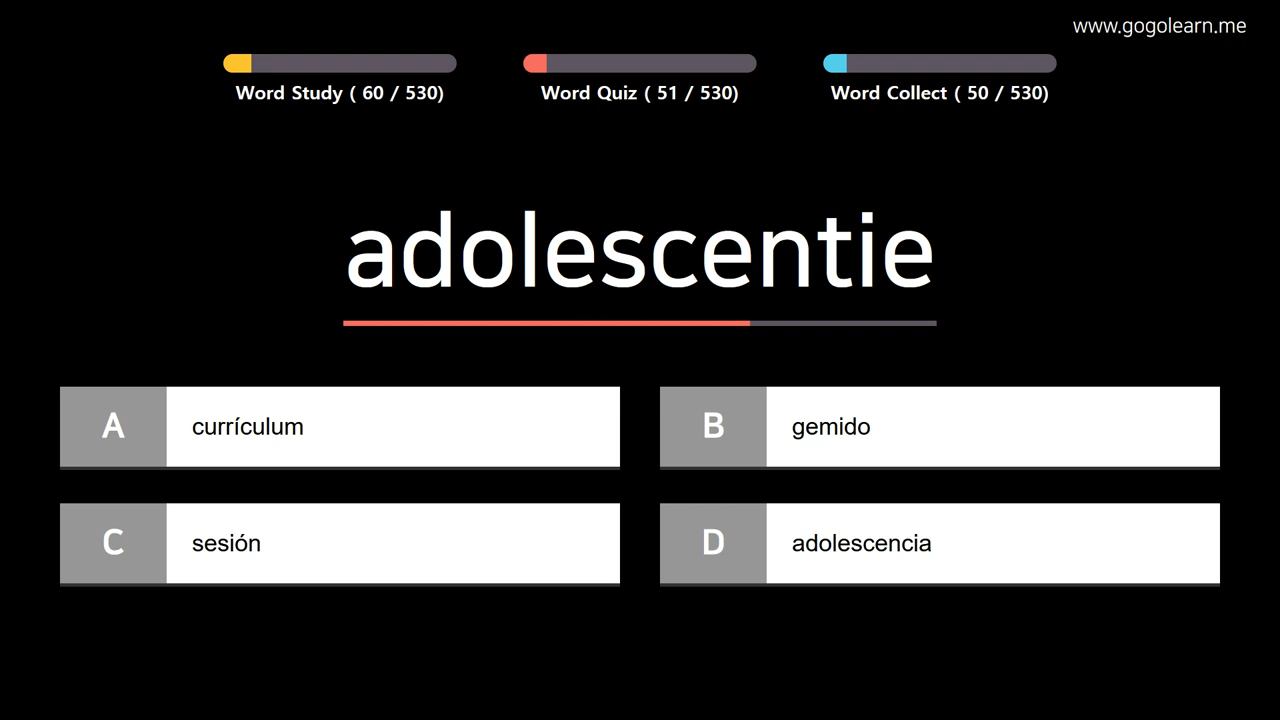 www.gogolearn.me
Word Study ( 60 / 530)
Word Quiz ( 51 / 530)
Word Collect ( 50 / 530)
adolescentie
A currículum
B gemido
C sesión
D adolescencia